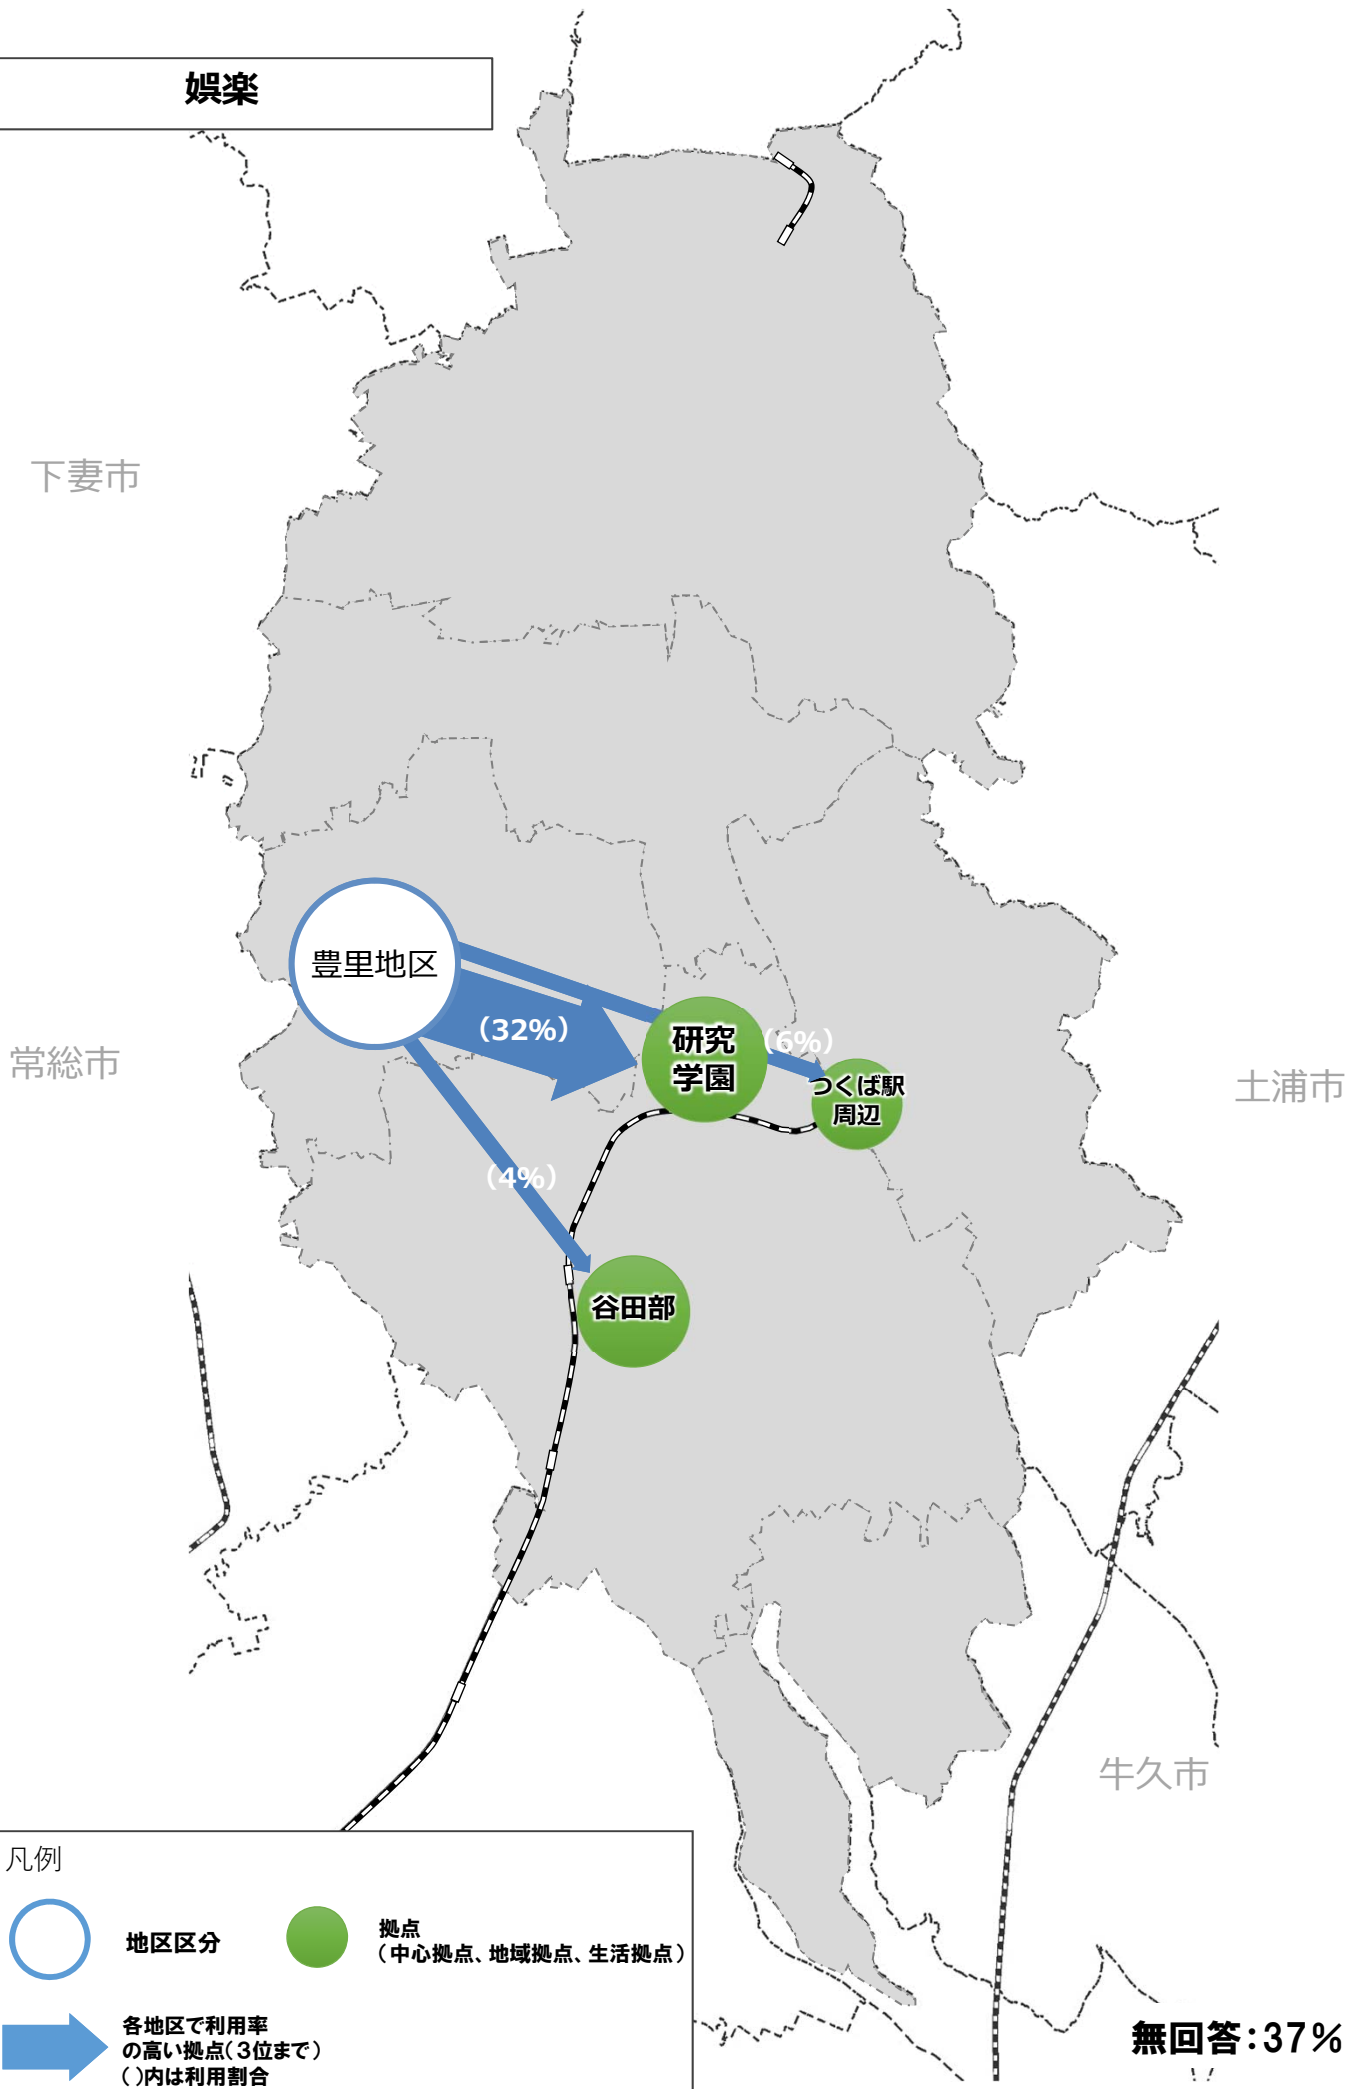 娯楽
下妻市
豊里地区
(32%)
研究
学園
(6%)
つくば駅
周辺
常総市
土浦市
(4%)
谷田部
牛久市
凡例
地区区分
拠点
(中心拠点、地域拠点、生活拠点)
各地区で利用率
の高い拠点(3位まで)
( )内は利用割合
無回答:37%